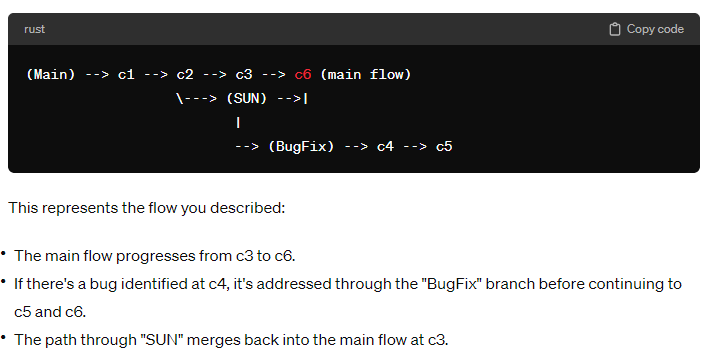 rust
Copy code
(Main) --> c1 --> c2 --> c3 --> c6 (main flow)
\---> (SUN) -->|
|
--> (BugFix) --> c4 --> c5
This represents the flow you described:
• The main flow progresses from c3 to c6.
• If there's a bug identified at c4, it's addressed through the "BugFix" branch before continuing to
c5 and c6.
• The path through "SUN" merges back into the main flow at c3.